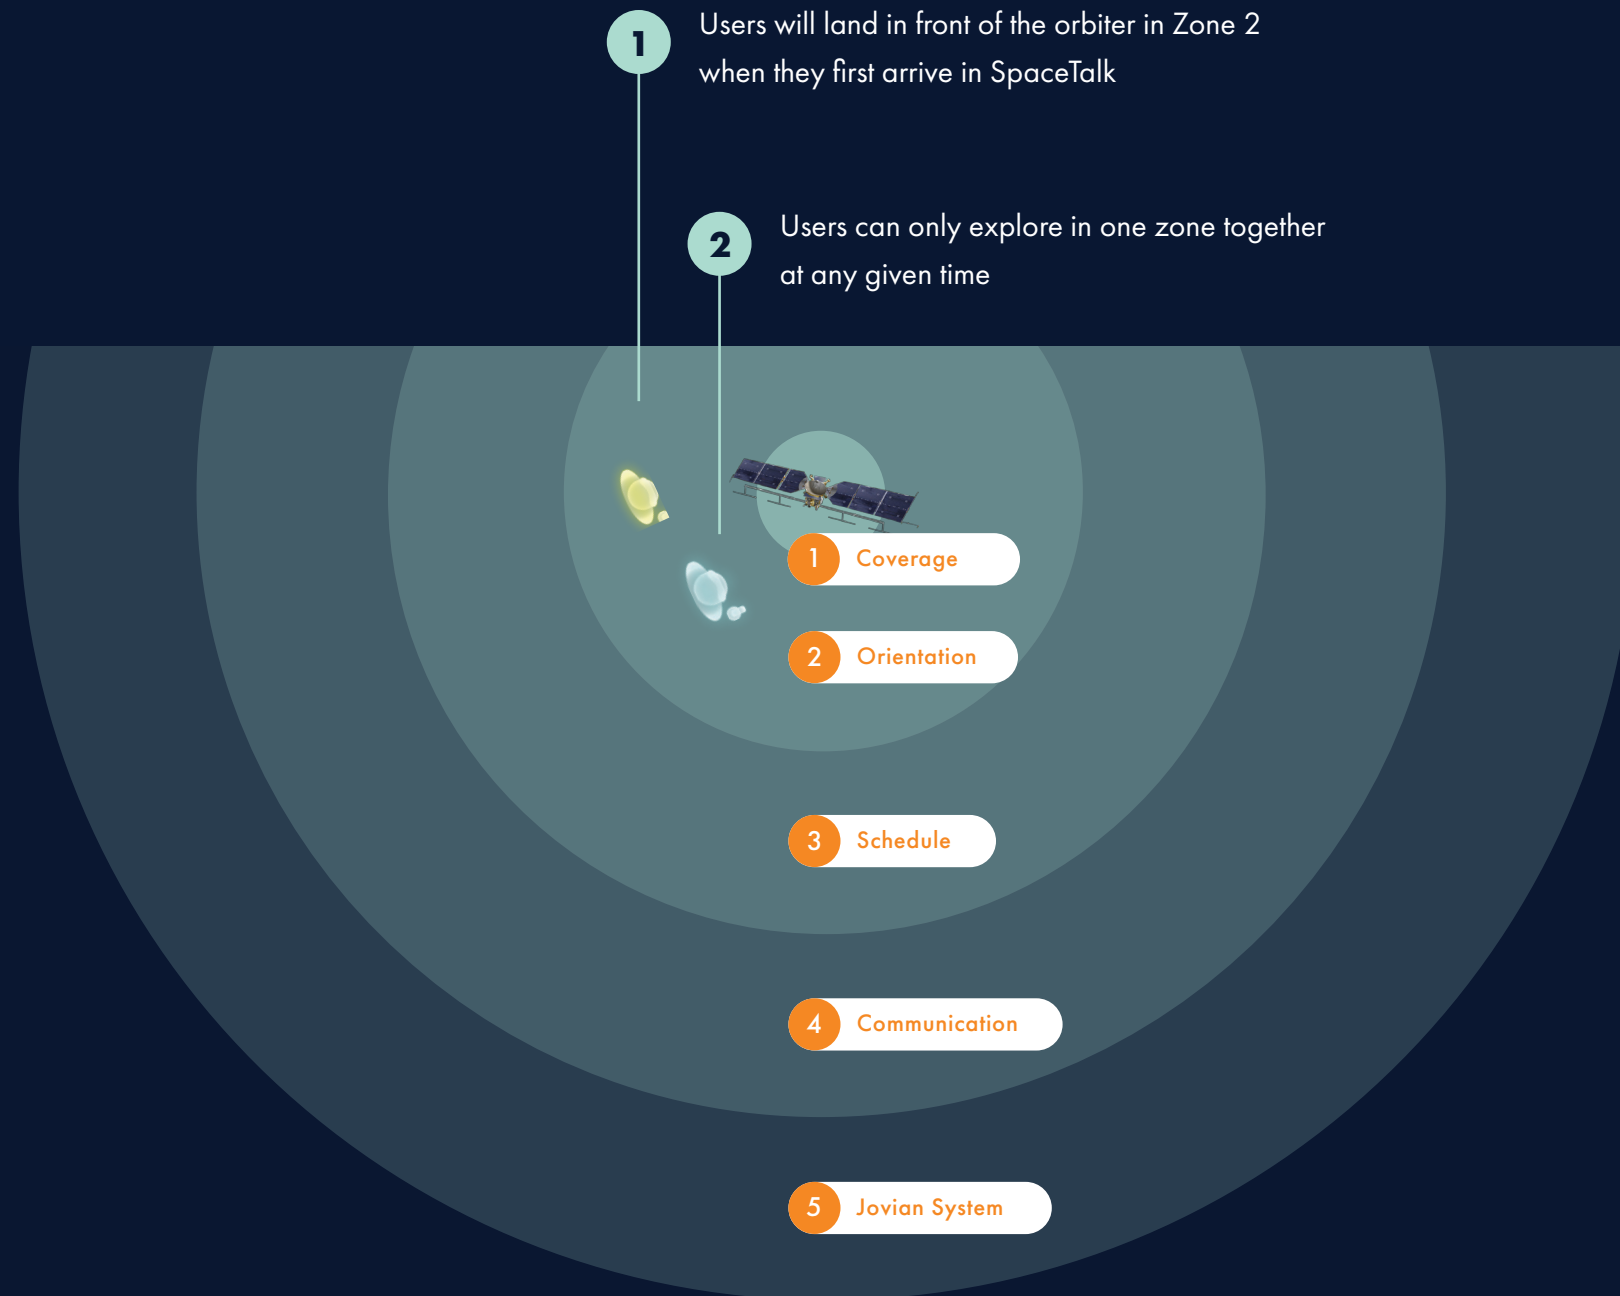 1
Users will land in front of the orbiter in Zone 2
when they first arrive in SpaceTalk
2
Users can only explore in one zone together
at any given time
1 Coverage
2 Orientation
3 Schedule
4 Communication
5 Jovian System